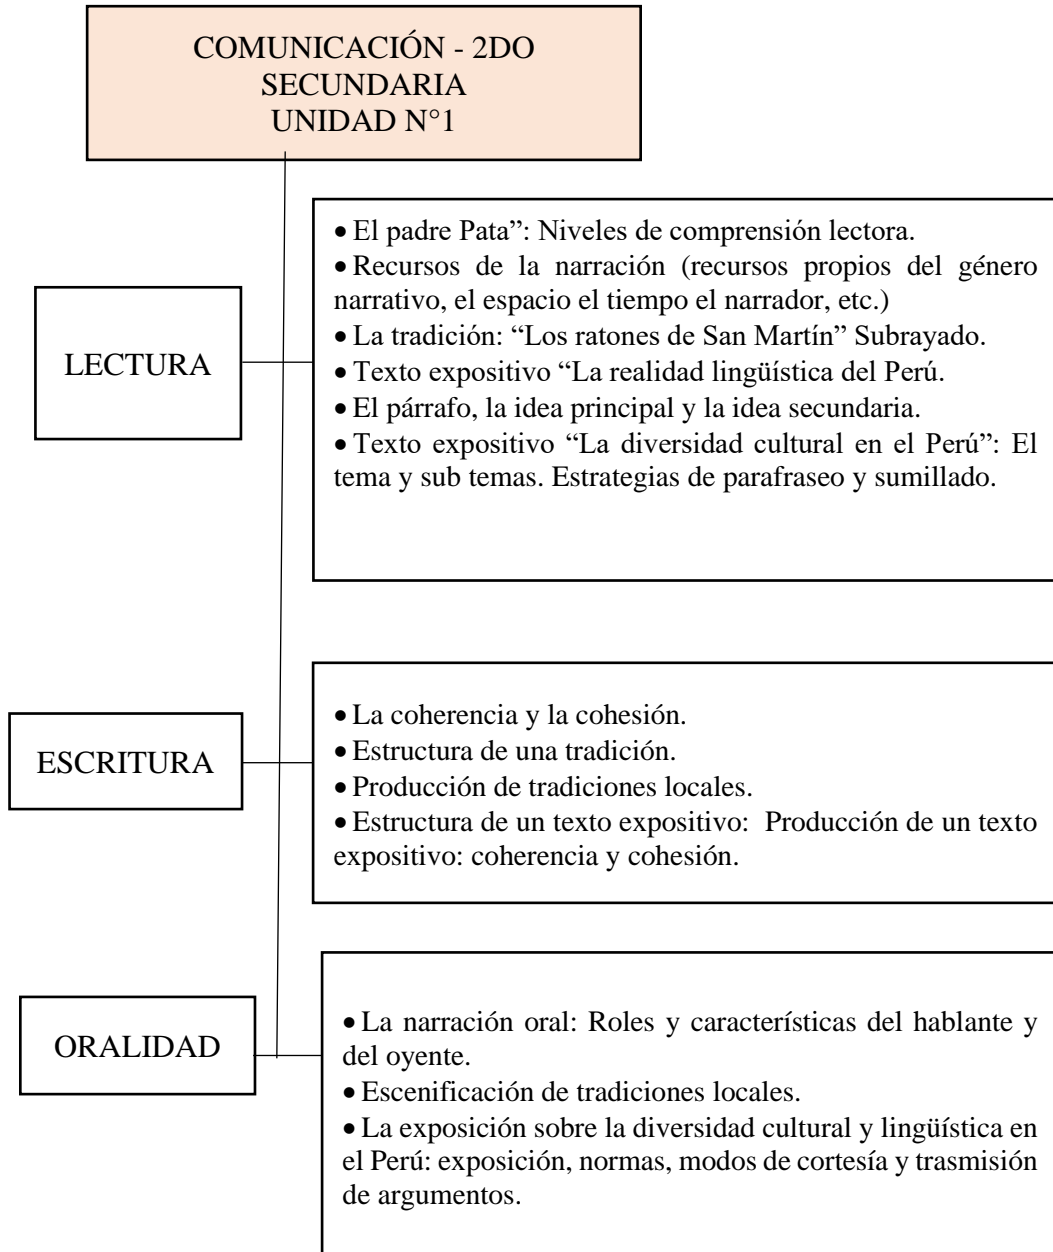 COMUNICACIÓN - 2DO
SECUNDARIA
UNIDAD N°1
LECTURA
• El padre Pata”: Niveles de comprensión lectora.
• Recursos de la narración (recursos propios del género
narrativo, el espacio el tiempo el narrador, etc.)
• La tradición: “Los ratones de San Martín” Subrayado.
• Texto expositivo “La realidad lingüística del Perú.
• El párrafo, la idea principal y la idea secundaria.
• Texto expositivo “La diversidad cultural en el Perú”: El
tema y sub temas. Estrategias de parafraseo y sumillado.
ESCRITURA
• La coherencia y la cohesión.
• Estructura de una tradición.
• Producción de tradiciones locales.
• Estructura de un texto expositivo: Producción de un texto
expositivo: coherencia y cohesión.
ORALIDAD
• La narración oral: Roles y características del hablante y
del oyente.
• Escenificación de tradiciones locales.
• La exposición sobre la diversidad cultural y lingüística en
el Perú: exposición, normas, modos de cortesía y trasmisión
de argumentos.